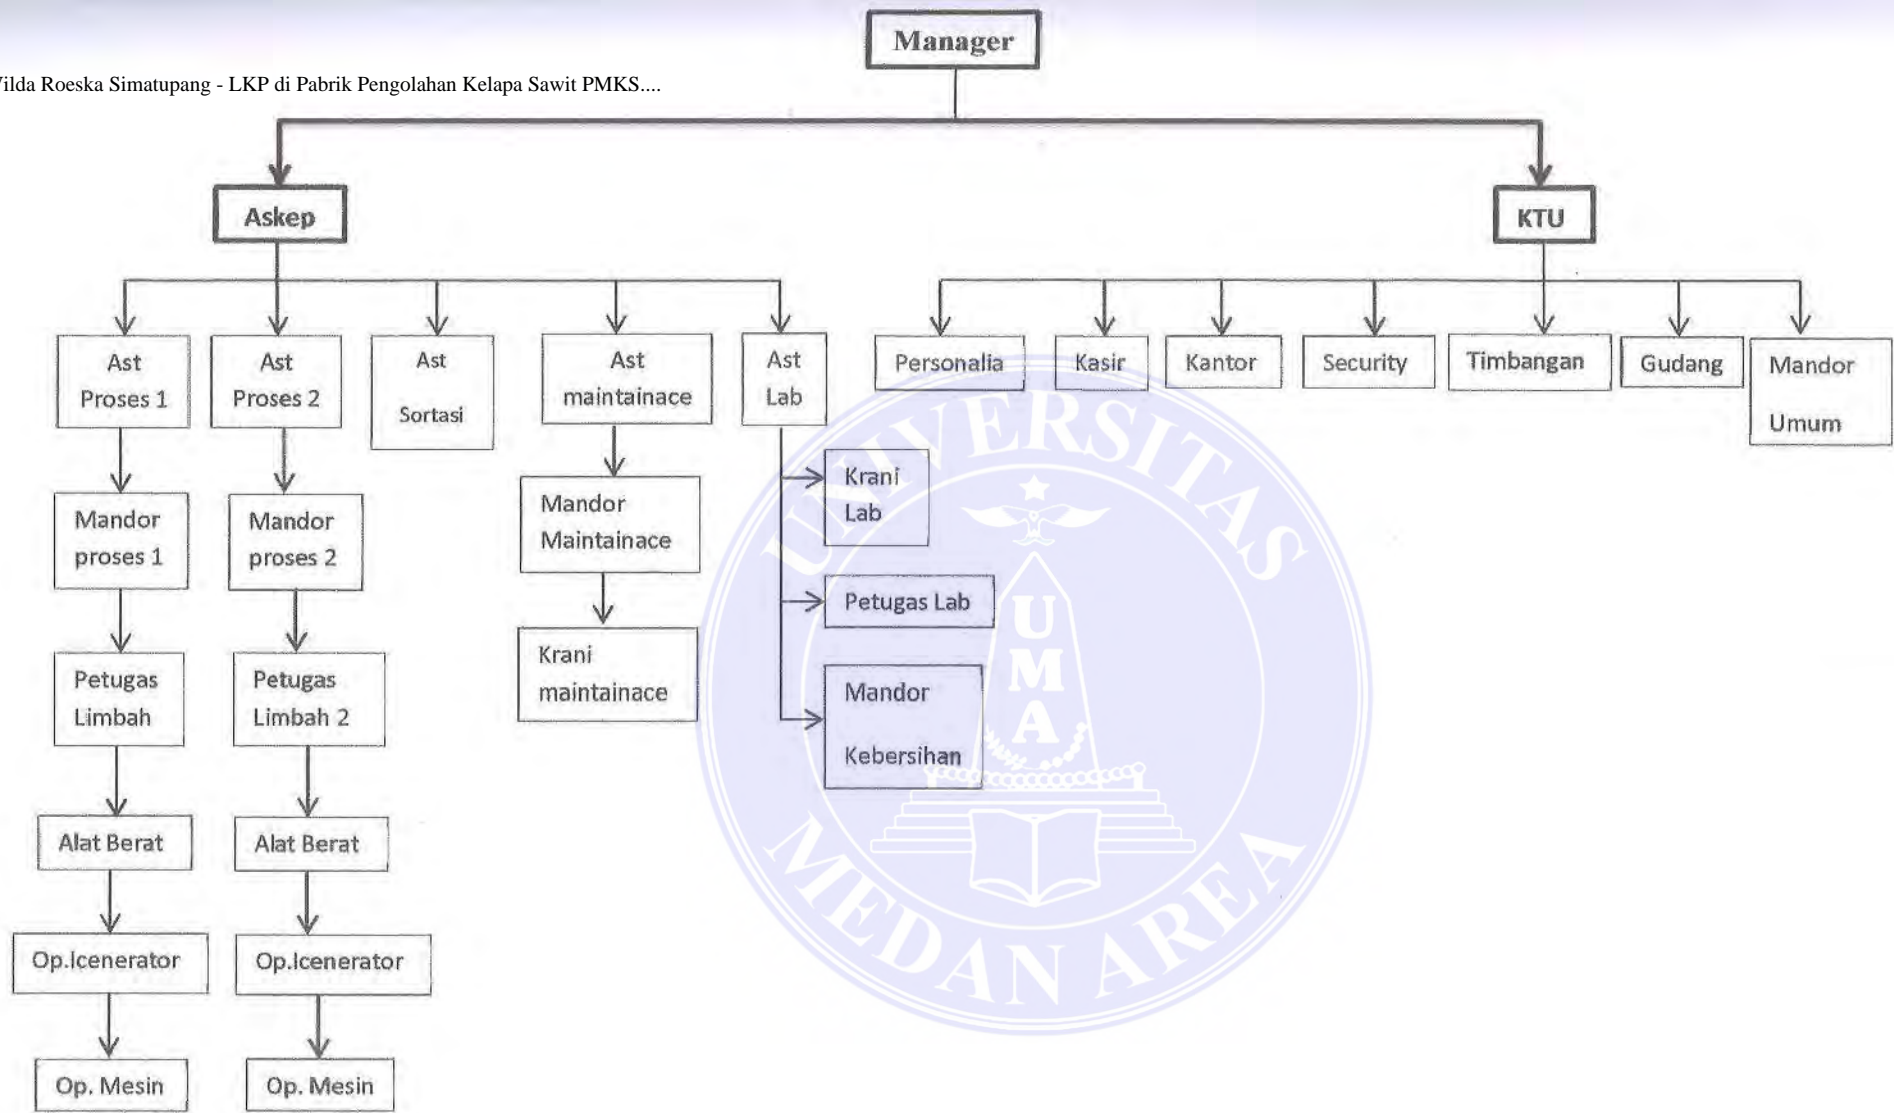 Manager
ilda Roeska Simatupang - LKP di Pabrik Pengolahan Kelapa Sawit PMKS....
Askep
KTU
Ast
Proses 1
Ast
Proses 2
Ast
Sortasi
Ast
maintainace
Ast
Lab
Personalia
Kasir
Kantor
Security
Timbangan
Gudang
Mandor
Umum
Mandor
proses 1
Mandor
proses 2
Mandor
Maintainace
Krani
Lab
Petugas Lab
Mandor
Kebersihan
Petugas
Limbah
Petugas
Limbah 2
Krani
maintainace
Alat Berat
Alat Berat
Op.Icenerator
Op.Icenerator
Op. Mesin
Op. Mesin
UNIVERSITAS
UMA
MEDAN AREA